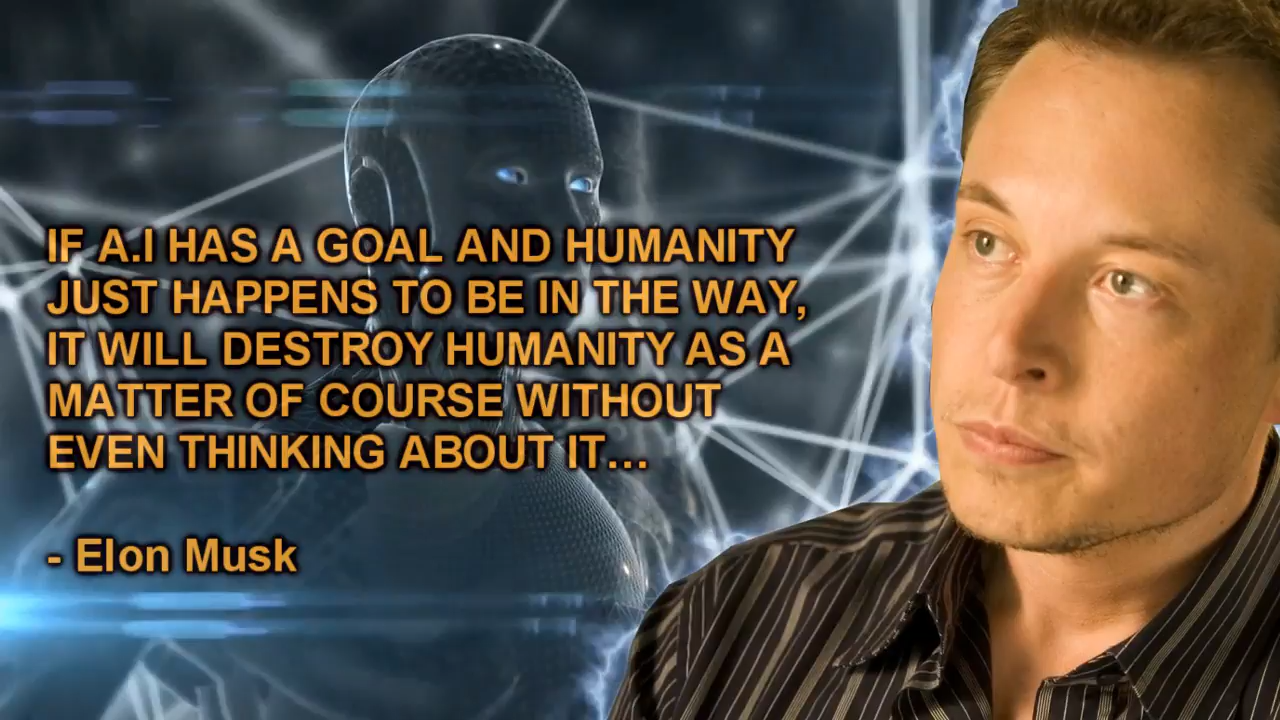 IF A.I HAS A GOAL AND HUMANITY
JUST HAPPENS TO BE IN THE WAY,
IT WILL DESTROY HUMANITY AS A
MATTER OF COURSE WITHOUT
EVEN THINKING ABOUT IT...
- Elon Musk